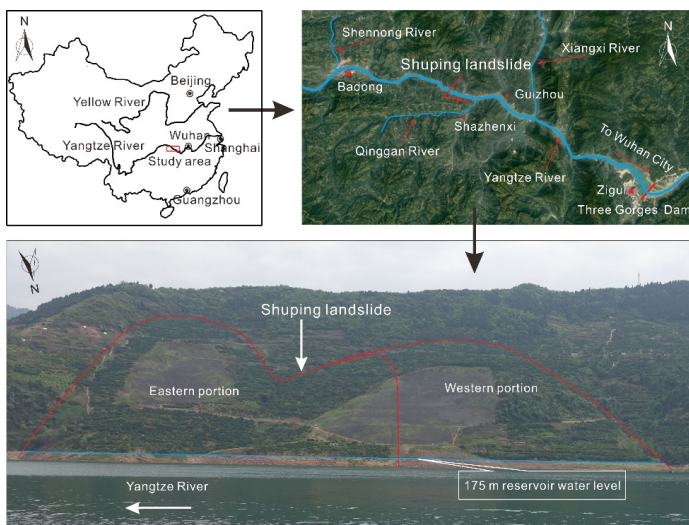 N
Beijing
Yellow River
Wuhan
Yangtze River
Shanghai
Study area
Guangzhou
N
Shennong River
Xiangxi River
Shuping landslide
Badong
Guizhou
Shazhenxi
Qinggan River
To Wuhan City
Yangtze River
Zigui
Three Gorges Dam
N
Shuping landslide
Eastern portion
Western portion
175 m reservoir water level
Yangtze River